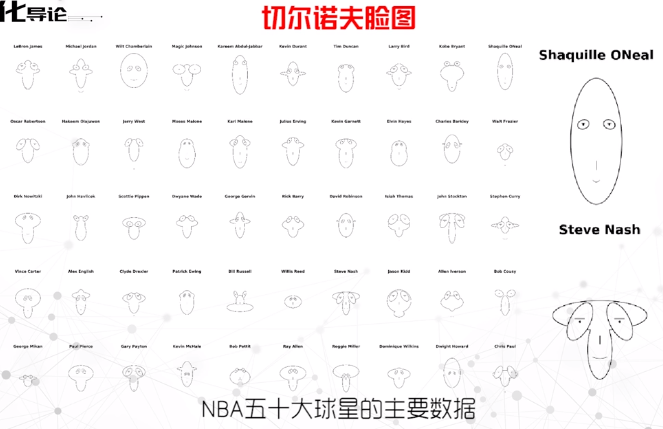 化导论
切尔诺夫脸图
LeBron James Michael Jordan Wilt Chamberlain Magic Johnson Kareem Abdul-Jabbar Kevin Durant Tim Duncan Larry Bird Kobe Bryant Shaquille ONeal
Shaquille ONeal
Oscar Robertson Hakeem Olajuwon Jerry West Moses Malone Karl Malone Julius Erving Kevin Garnett Elvin Hayes Charles Barkley Walt Frazier
Dirk Nowitzki John Havlicek Scottie Pippen Dwyane Wade George Gervin Rick Barry David Robinson Isiah Thomas John Stockton Stephen Curry
Steve Nash
Vince Carter Alex English Clyde Drexler Patrick Ewing Bill Russell Willis Reed Steve Nash Jason Kidd Allen Iverson Bob Cousy
George Mikan Paul Pierce Gary Payton Kevin McHale Bob Pettit Ray Allen Reggie Miller Dominique Wilkins Dwight Howard Chris Paul
NBA五十大球星的主要数据